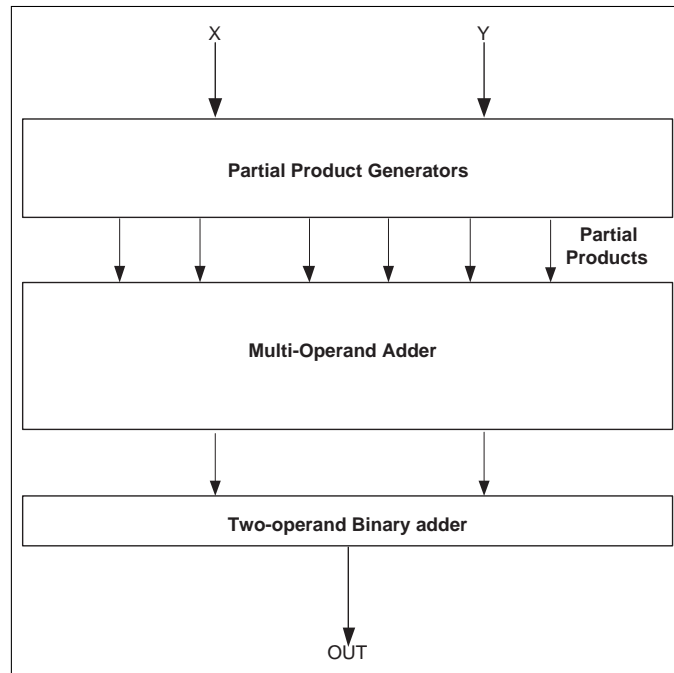 X
Y
Partial Product Generators
Partial
Products
Multi-Operand Adder
Two-operand Binary adder
OUT